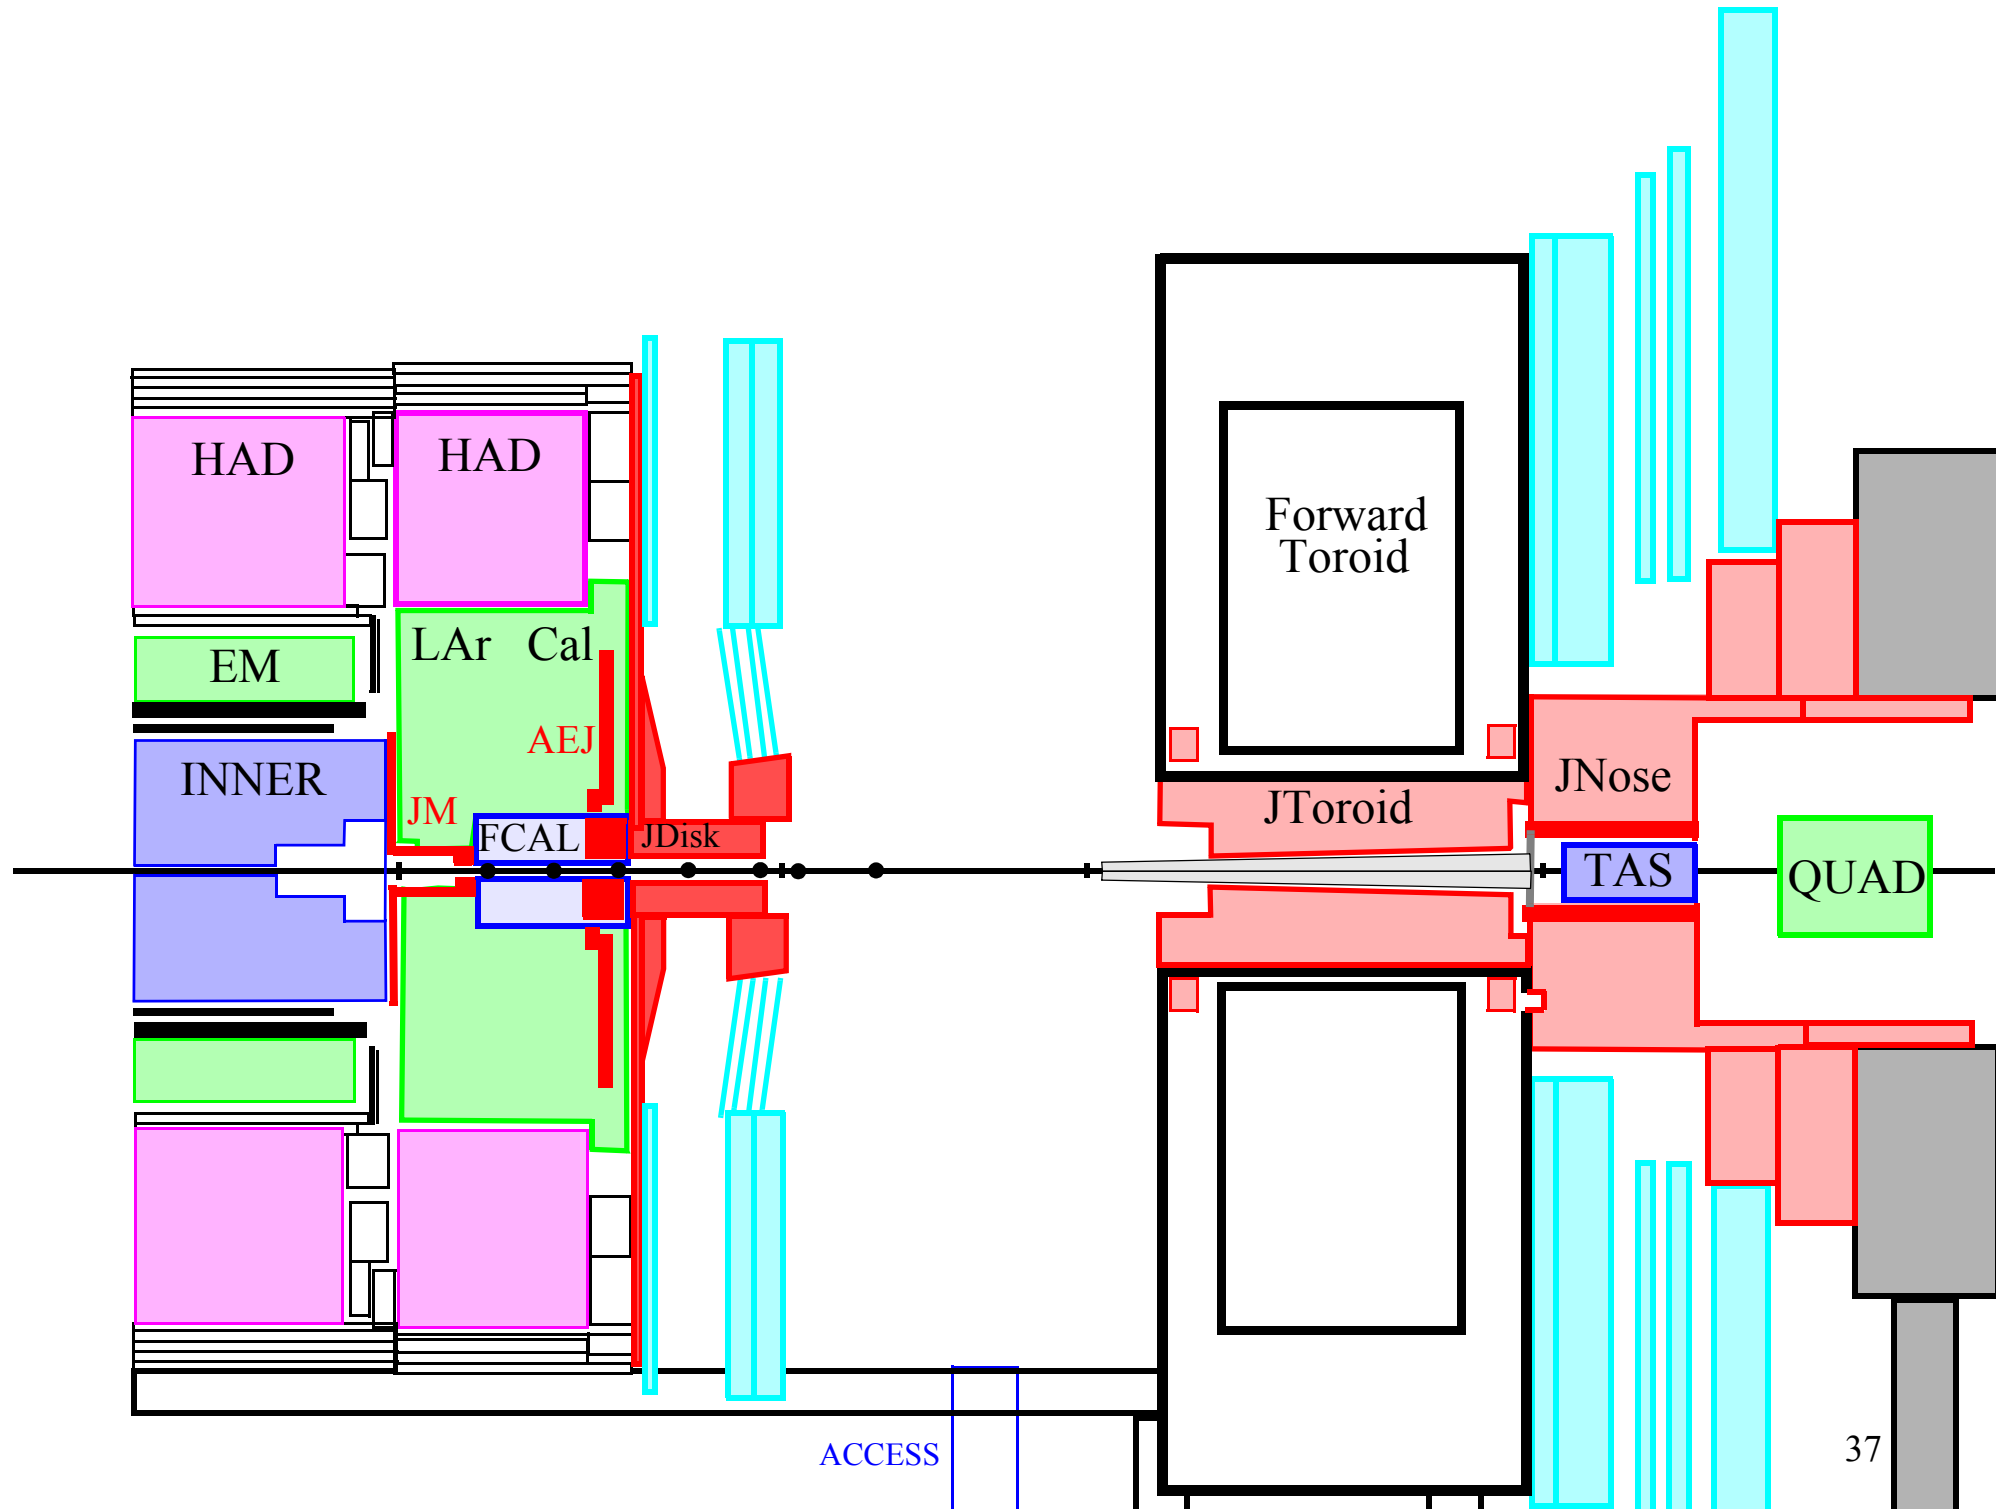 HAD
HAD
Forward
Toroid
LAr Cal
EM
AEJ
INNER
JM
JNose
JToroid
FCAL
JDisk
TAS
QUAD
ACCESS
37